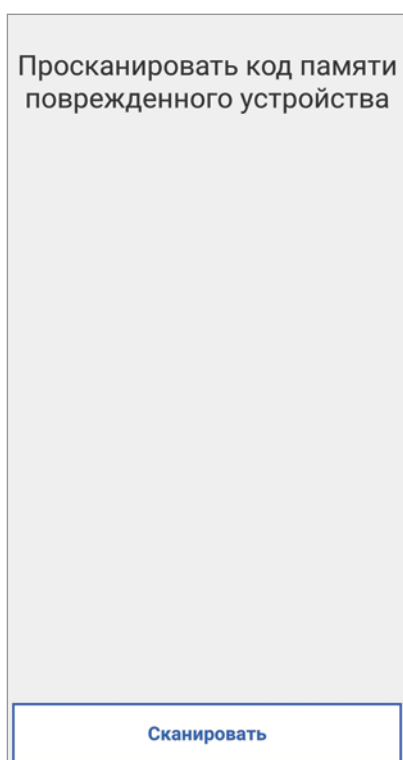 Просканировать код памяти
поврежденного устройства
Сканировать